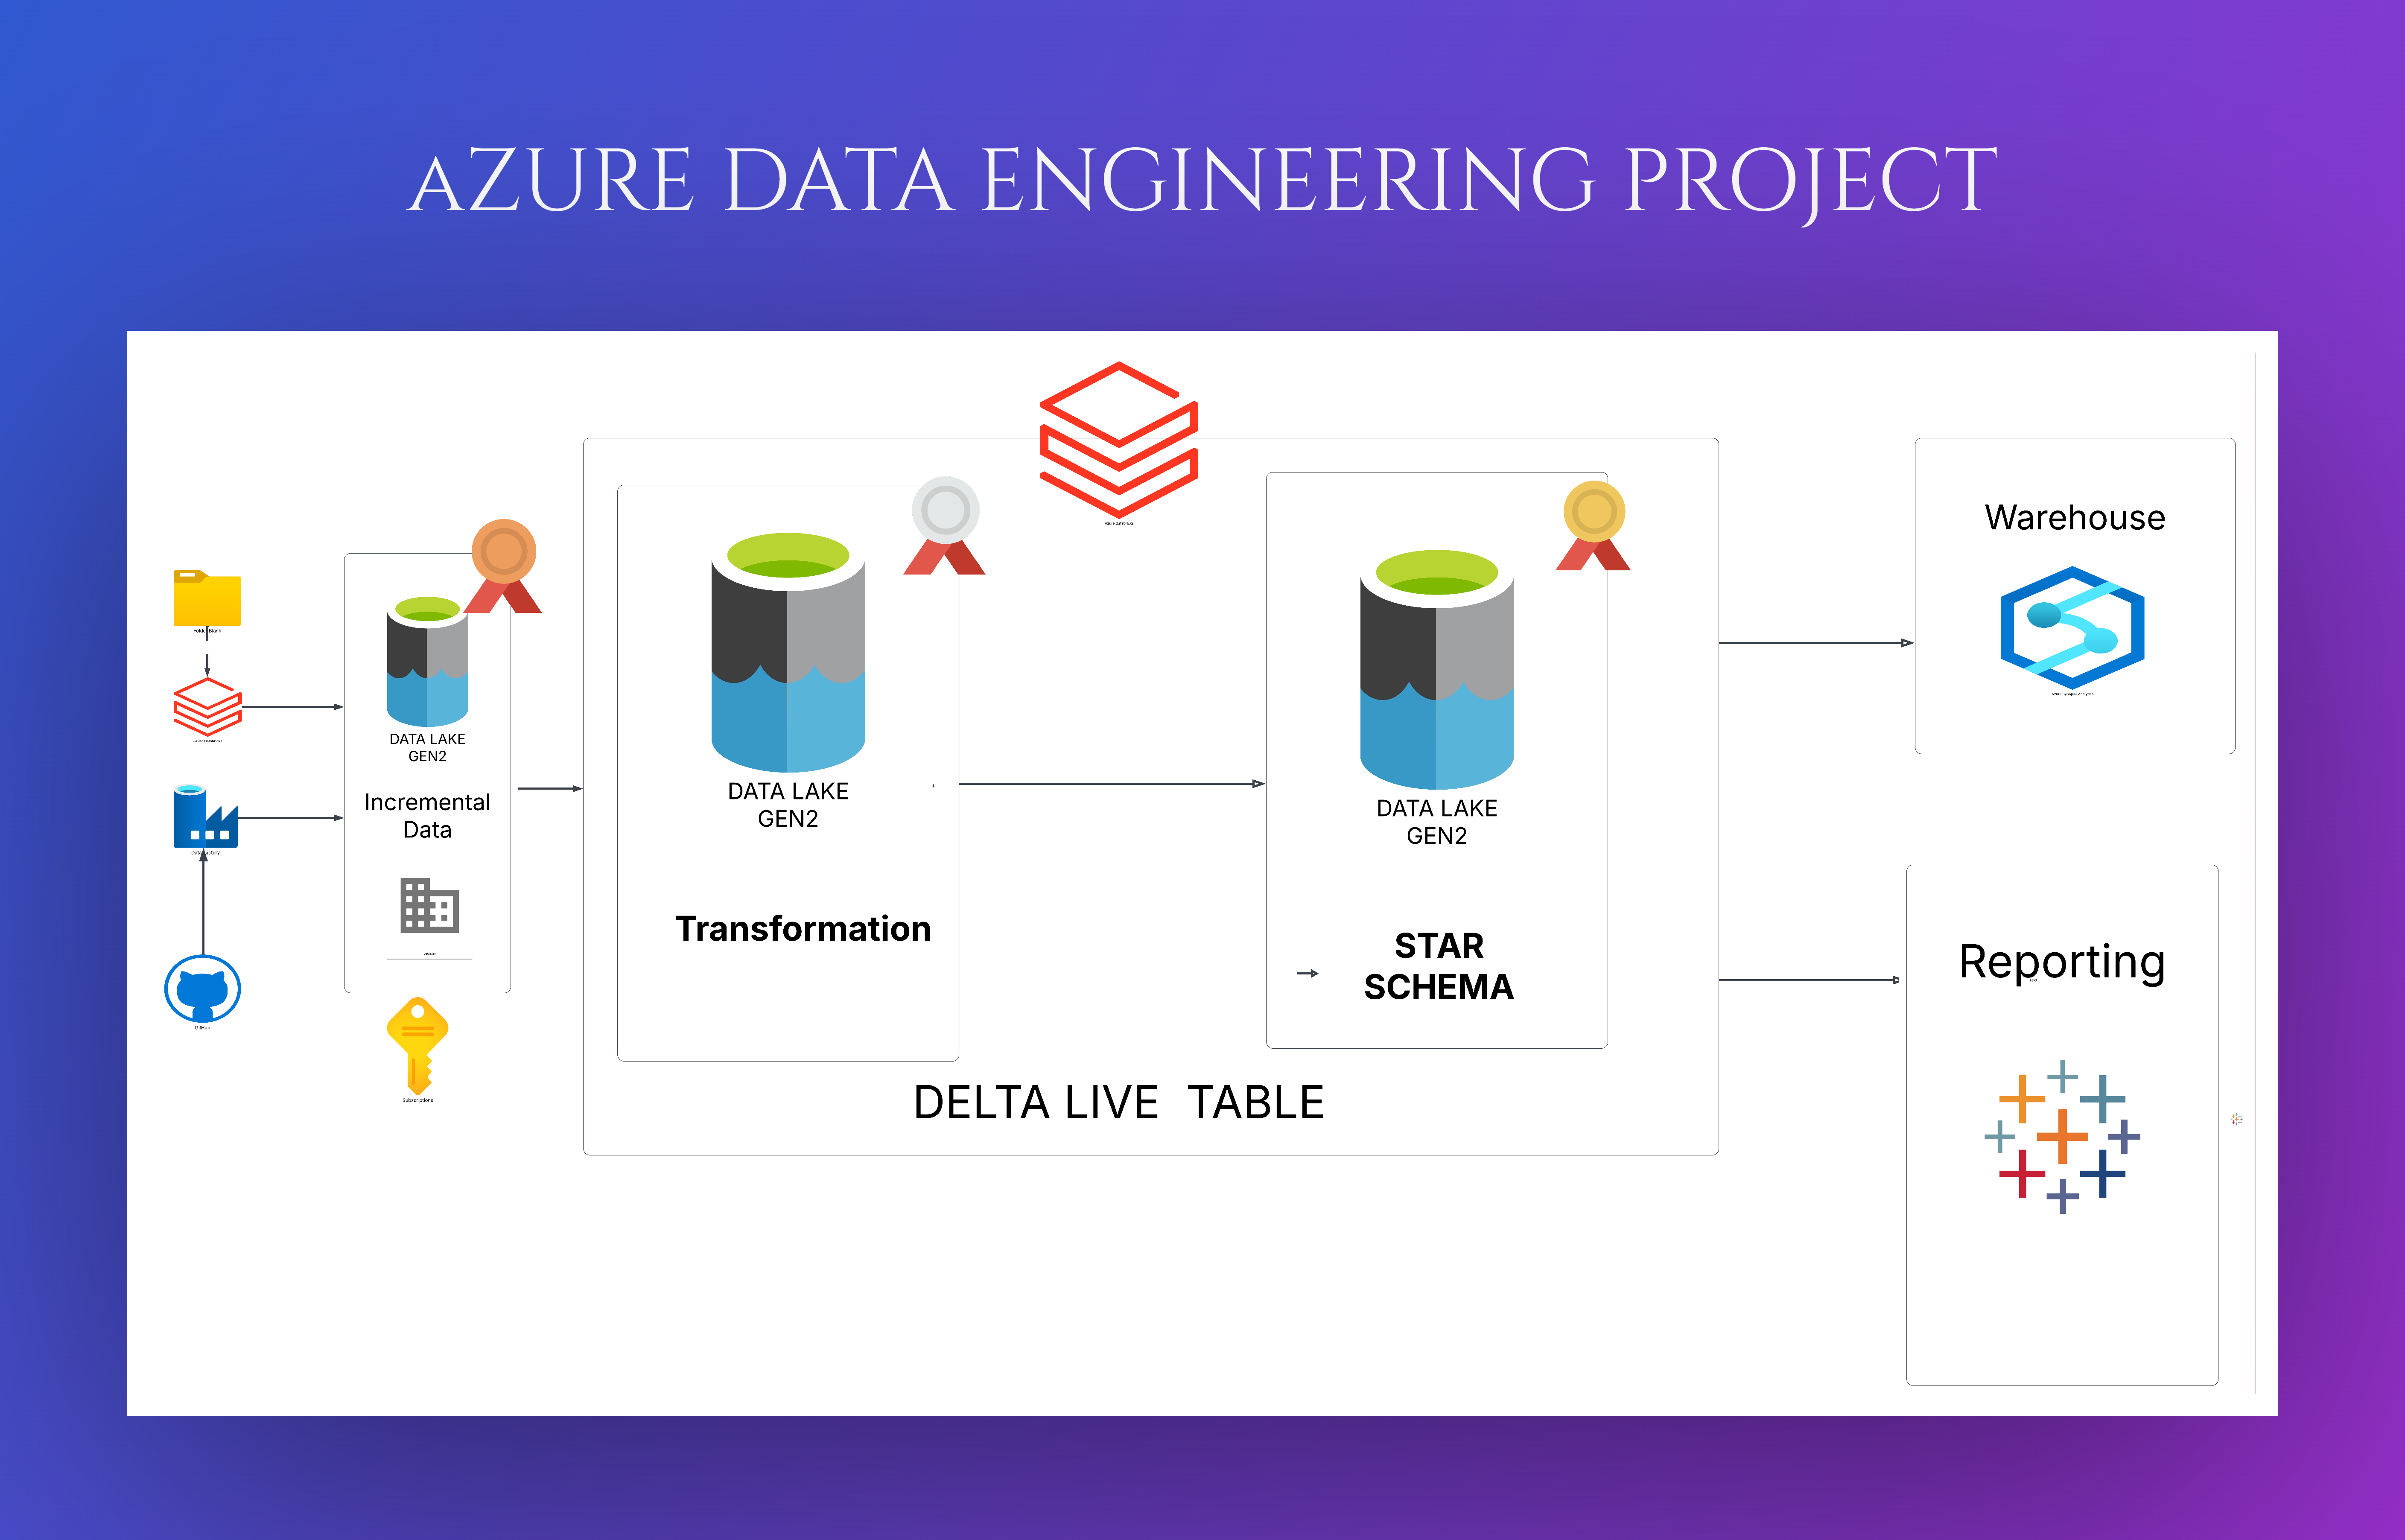 aZURE DATA ENGINEERING PROJECT
Azure Databricks
Folder Blank
Azure Databricks
Data Factory
GitHub
DATA LAKE
GEN2
Incremental
Data
Subscriptions
DATA LAKE
GEN2
Transformation
DATA LAKE
GEN2
STAR
SCHEMA
DELTA LIVE TABLE
Warehouse
Azure Synapse Analytics
Reporting
Text